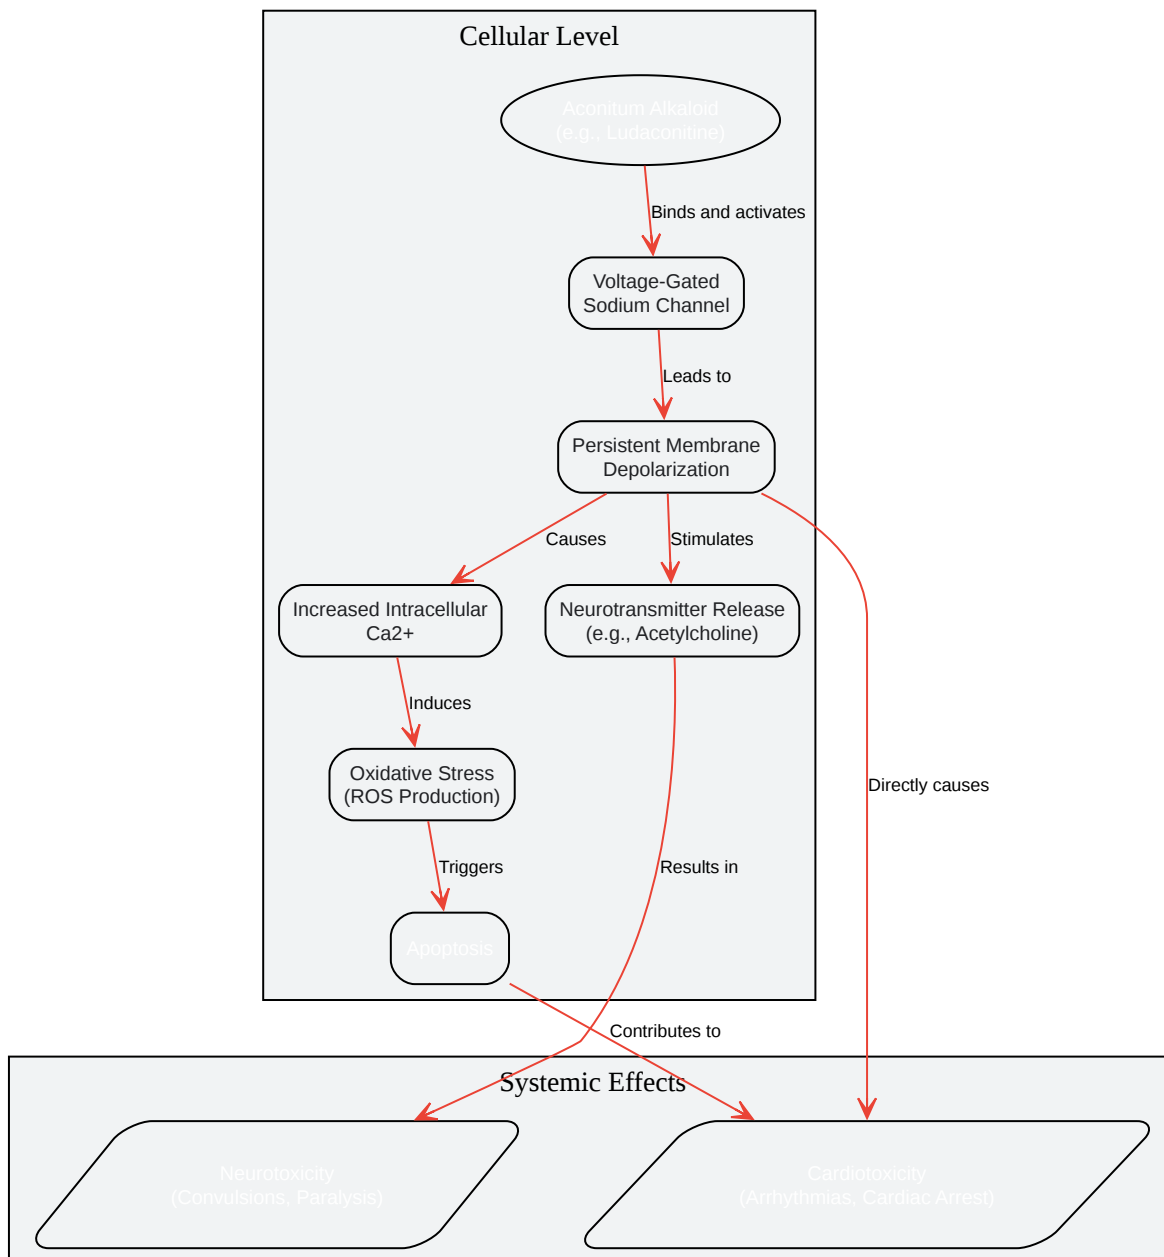 Cellular Level
Aconitum Alkaloid
(e.g., Ludaconitine)
Binds and activates
Voltage-Gated
Sodium Channel
Leads to
Persistent Membrane
Depolarization
Causes
Stimulates
Increased Intracellular
Ca2+
Neurotransmitter Release
(e.g., Acetylcholine)
Induces
Oxidative Stress
(ROS Production)
Directly causes
Triggers
Results in
Apoptosis
Contributes to
Systemic Effects
Neurotoxicity
(Convulsions, Paralysis)
Cardiotoxicity
(Arrhythmias, Cardiac Arrest)